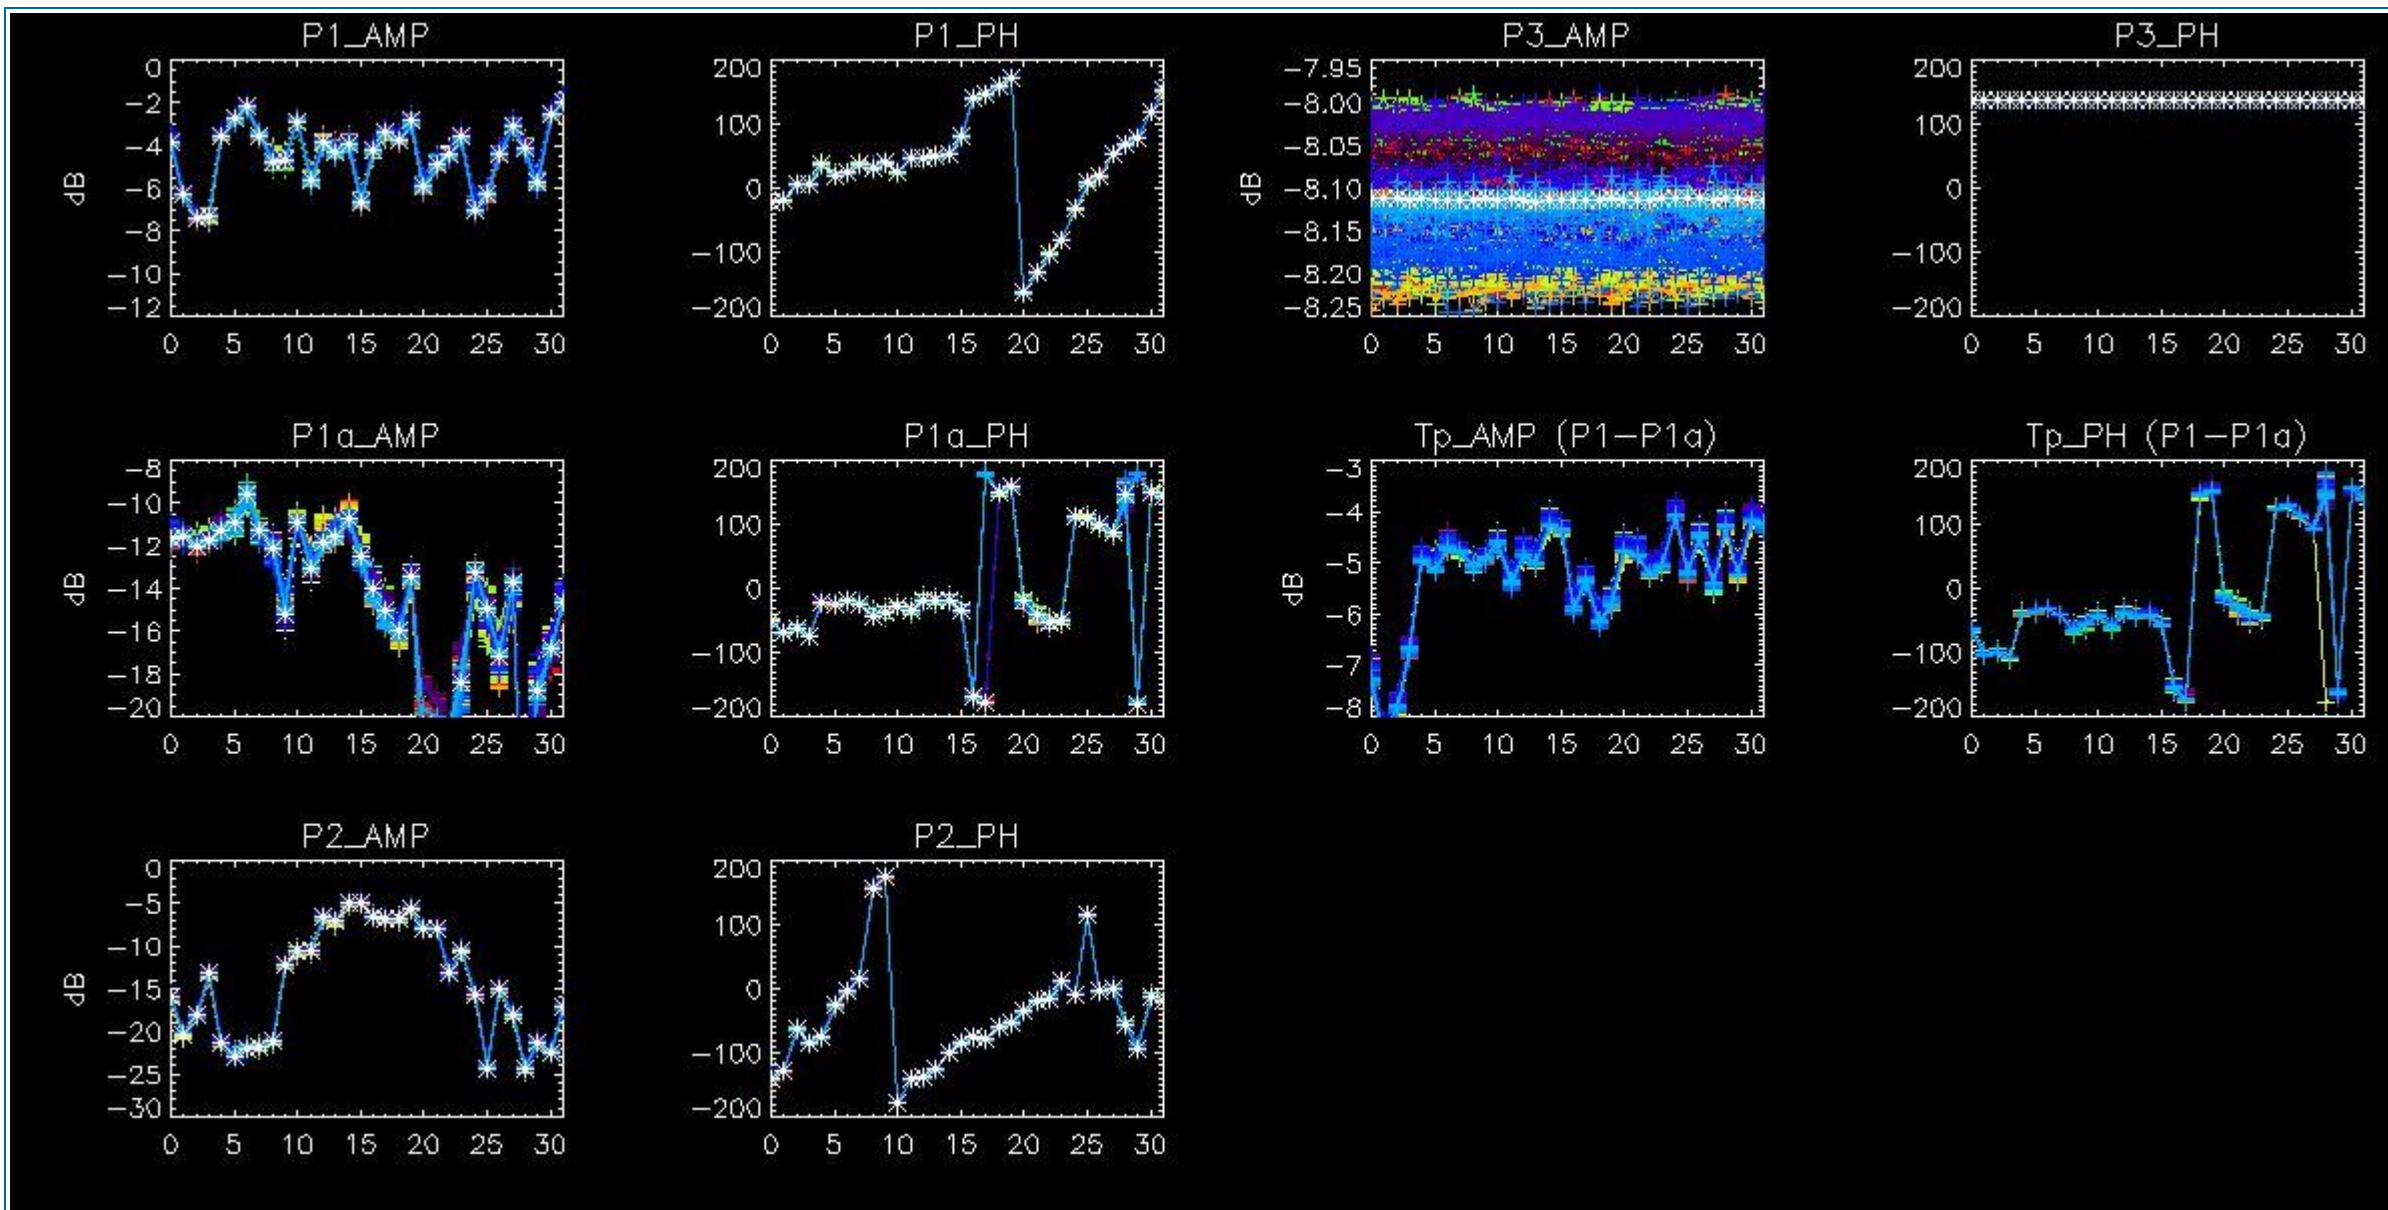 P1_AMP
P1_PH
P3_AMP
P3_PH
0
−2
−4
−6
−8
−10
−12
dB
0 5 10 15 20 25 30
200
100
0
−100
−200
0 5 10 15 20 25 30
−7.95
−8.00
−8.05
−8.10
−8.15
−8.20
−8.25
dB
0 5 10 15 20 25 30
200
100
0
−100
−200
0 5 10 15 20 25 30
P1a_AMP
P1a_PH
Tp_AMP (P1−P1a)
Tp_PH (P1−P1a)
−8
−10
−12
−14
−16
−18
−20
dB
0 5 10 15 20 25 30
200
100
0
−100
−200
0 5 10 15 20 25 30
−3
−4
−5
−6
−7
−8
dB
0 5 10 15 20 25 30
200
100
0
−100
−200
0 5 10 15 20 25 30
P2_AMP
P2_PH
0
−5
−10
−15
−20
−25
−30
dB
0 5 10 15 20 25 30
200
100
0
−100
−200
0 5 10 15 20 25 30